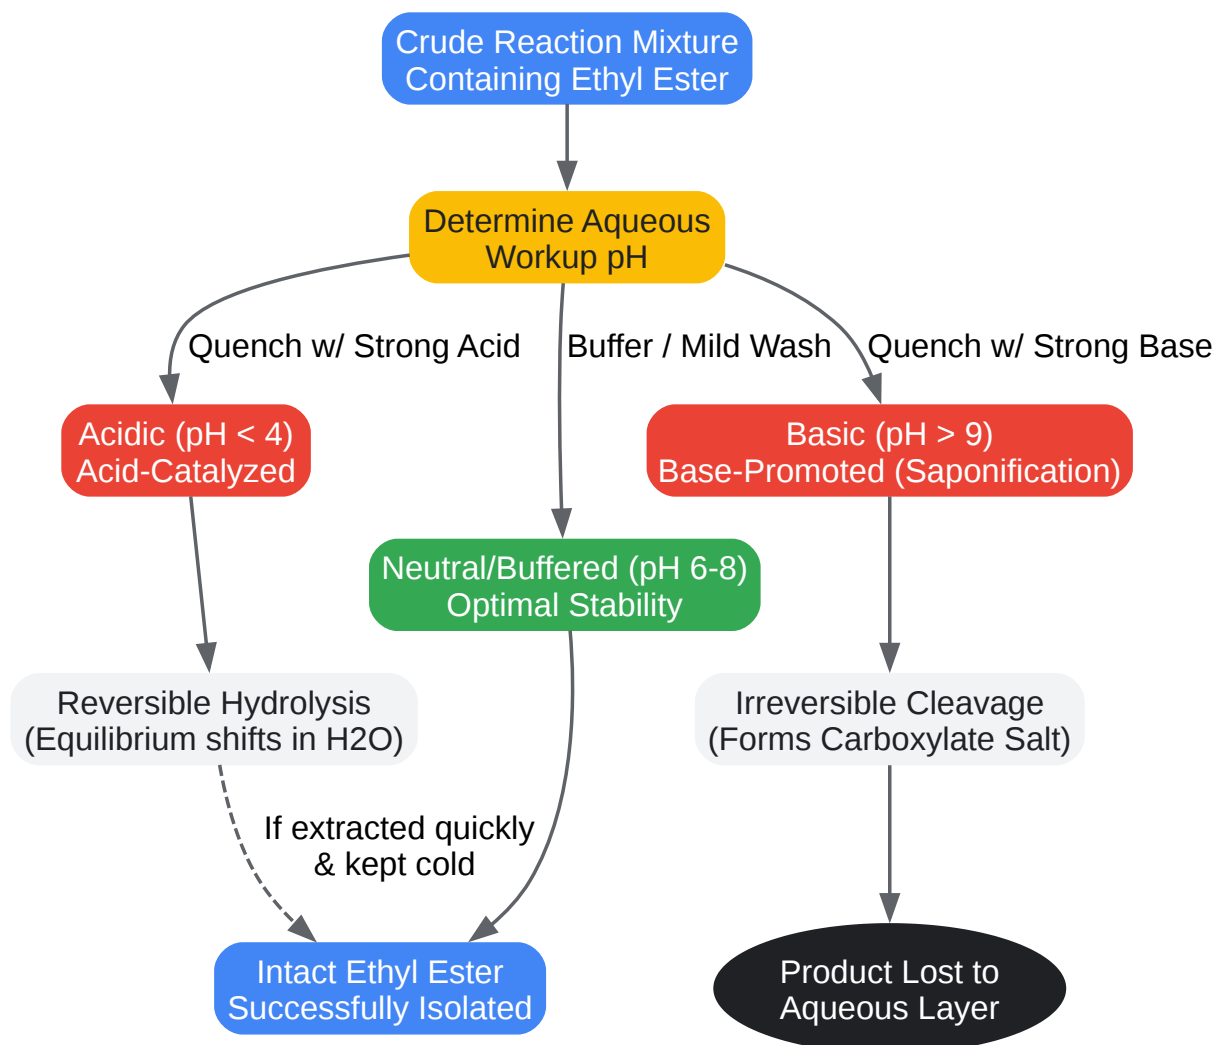 Crude Reaction Mixture
Containing Ethyl Ester
Determine Aqueous
Workup pH
Quench w/ Strong Acid
Buffer / Mild Wash
Quench w/ Strong Base
Acidic (pH < 4)
Acid-Catalyzed
Basic (pH > 9)
Base-Promoted (Saponification)
Neutral/Buffered (pH 6-8)
Optimal Stability
Reversible Hydrolysis
(Equilibrium shifts in H2O)
Irreversible Cleavage
(Forms Carboxylate Salt)
If extracted quickly
& kept cold
Intact Ethyl Ester
Successfully Isolated
Product Lost to
Aqueous Layer